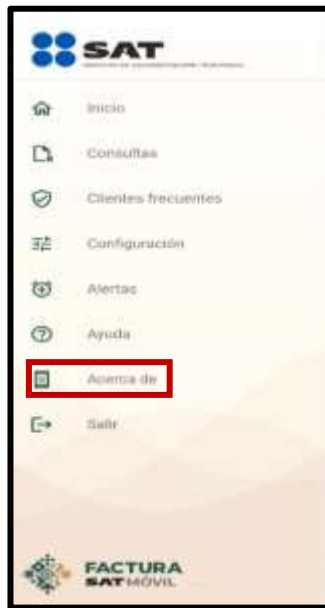 SAT
Inicio
Consultas
Clientes frecuentes
Configuración
Alertas
Ayuda
Acerca de
Salir
FACTURA
SAT MÓVIL